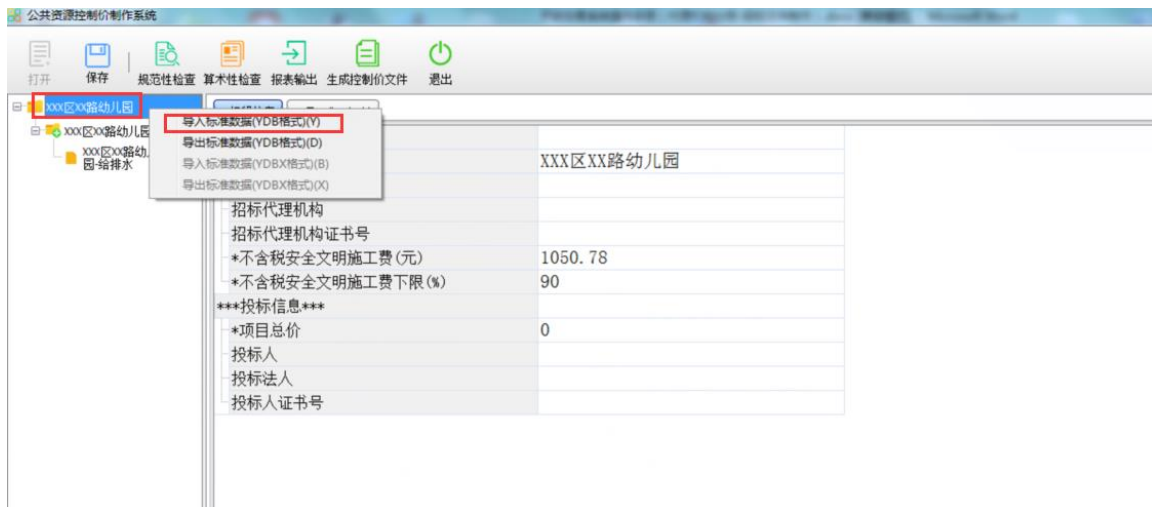 公共资源控制价制作系统
打开 保存 规范性检查 算术性检查 报表输出 生成控制价文件 退出
xxx区xx路幼儿园
xxx区xx路幼儿园
xxx区xx路幼
园-给排水
导入标准数据(YDB格式)(Y)
导出标准数据(YDB格式)(D)
导入标准数据(YDBX格式)(B)
导出标准数据(YDBX格式)(X)
XXX区XX路幼儿园
招标代理机构
招标代理机构证书号
*不含税安全文明施工费(元) 1050.78
*不含税安全文明施工费下限(%) 90
***投标信息***
*项目总价 0
投标人
投标法人
投标人证书号